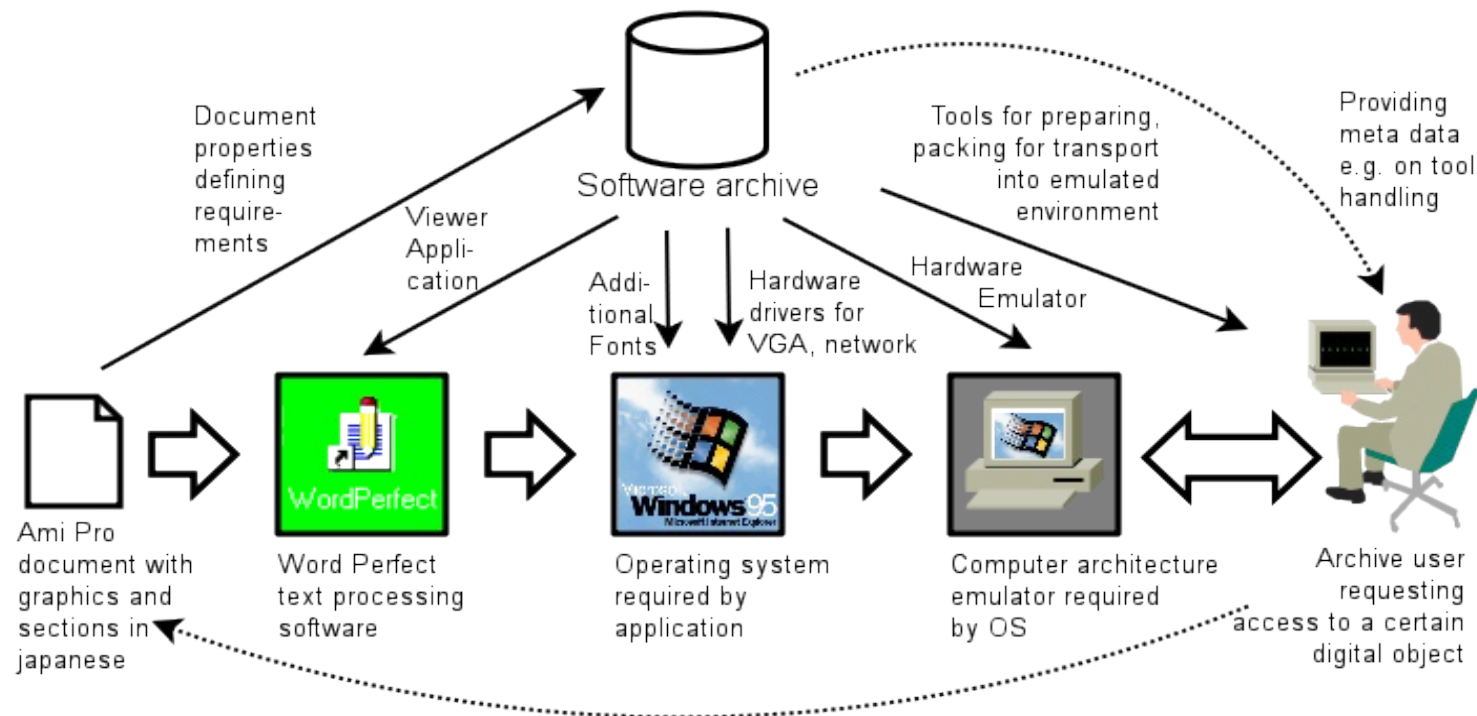 Document
properties
defining
require-
ments
Software archive
Tools for preparing,
packing for transport
into emulated
environment
Providing
meta data
e.g. on tool
handling
Viewer
Appli-
cation
Addi-
tional
Fonts
Hardware
drivers for
VGA, network
Hardware
Emulator
WordPerfect
Microsoft
Windows 95
Microsoft Internet Explorer
Ami Pro
document with
graphics and
sections in
japanese
Word Perfect
text processing
software
Operating system
required by
application
Computer architecture
emulator required
by OS
Archive user
requesting
access to a certain
digital object